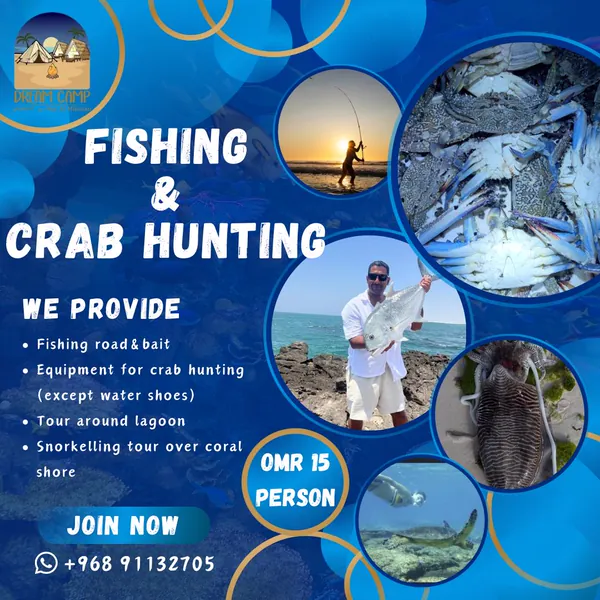 DREAM CAMP
FISHING
&
CRAB HUNTING
WE PROVIDE
• Fishing road & bait
• Equipment for crab hunting
(except water shoes)
• Tour around lagoon
• Snorkelling tour over coral
shore
OMR 15
PERSON
JOIN NOW
+968 91132705